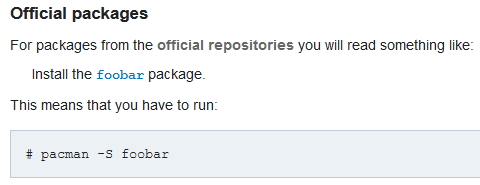 Official packages
For packages from the official repositories you will read something like:
Install the foobar package.
This means that you have to run:
# pacman -S foobar